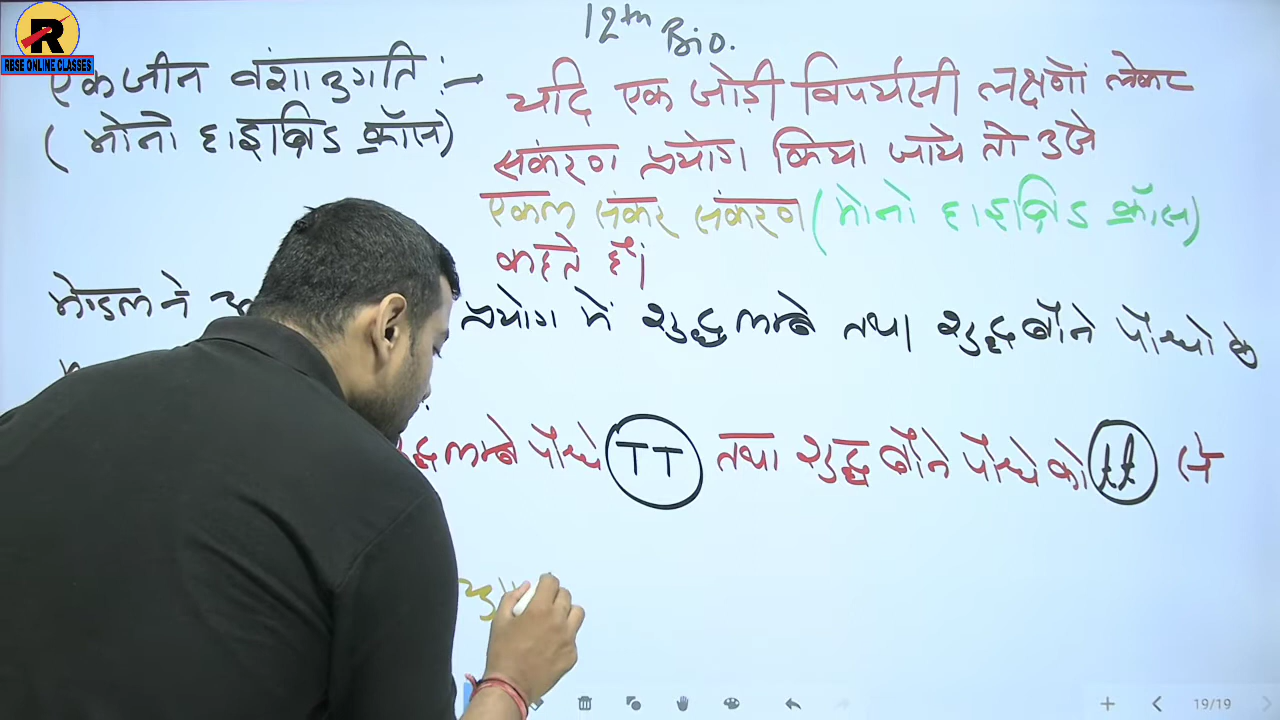 12th Bio.
R
RBSE ONLINE CLASSES
एकजीन वंशानुगति :→ यदि एक जोड़ी विपर्यसी लक्षणों लेकर
(मोनो हाइब्रिड क्रॉस) संकरण प्रयोग किया जाये तो उसे
एकल संकर संकरण (मोनो हाइब्रिड क्रॉस)
कहते हैं।
मेण्डल ने प्रयोग में शुद्ध लम्बे तथा शुद्ध बौने पौधों के
लम्बे पौधे TT तथा शुद्ध बौने पौधे को tt से
19/19